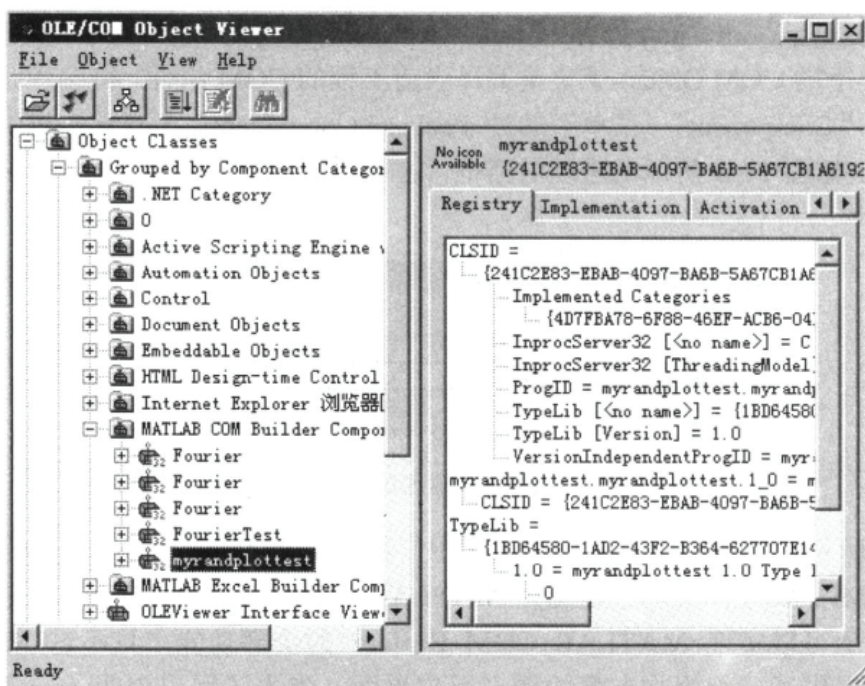 OLE/COM Object Viewer
File Object View Help
Object Classes
Grouped by Component Categor
.NET Category
O
Active Scripting Engine
Automation Objects
Control
Document Objects
Embeddable Objects
HTML Design-time Control
Internet Explorer 浏览器
MATLAB COM Builder Compor
Fourier
Fourier
Fourier
FourierTest
myrandplottest
MATLAB Excel Builder Com
OLEViewer Interface View
No icon Available
myrandplottest
{241C2E83-EBAB-4097-BA6B-5A67CB1A6192
Registry Implementation Activation
CLSID =
{241C2E83-EBAB-4097-BA6B-5A67CB1A6
Implemented Categories
{4D7FBA78-6F88-46EF-ACB6-04
InprocServer32 [<no name>] = C
InprocServer32 [ThreadingModel]
ProgID = myrandplottest.myrand
TypeLib [<no name>] = {1BD64580
TypeLib [Version] = 1.0
VersionIndependentProgID = myr
myrandplottest.myrandplottest.1_0 = m
CLSID = {241C2E83-EBAB-4097-BA6B-5
TypeLib =
{1BD64580-1AD2-43F2-B364-627707E14
1.0 = myrandplottest 1.0 Type
0
Ready